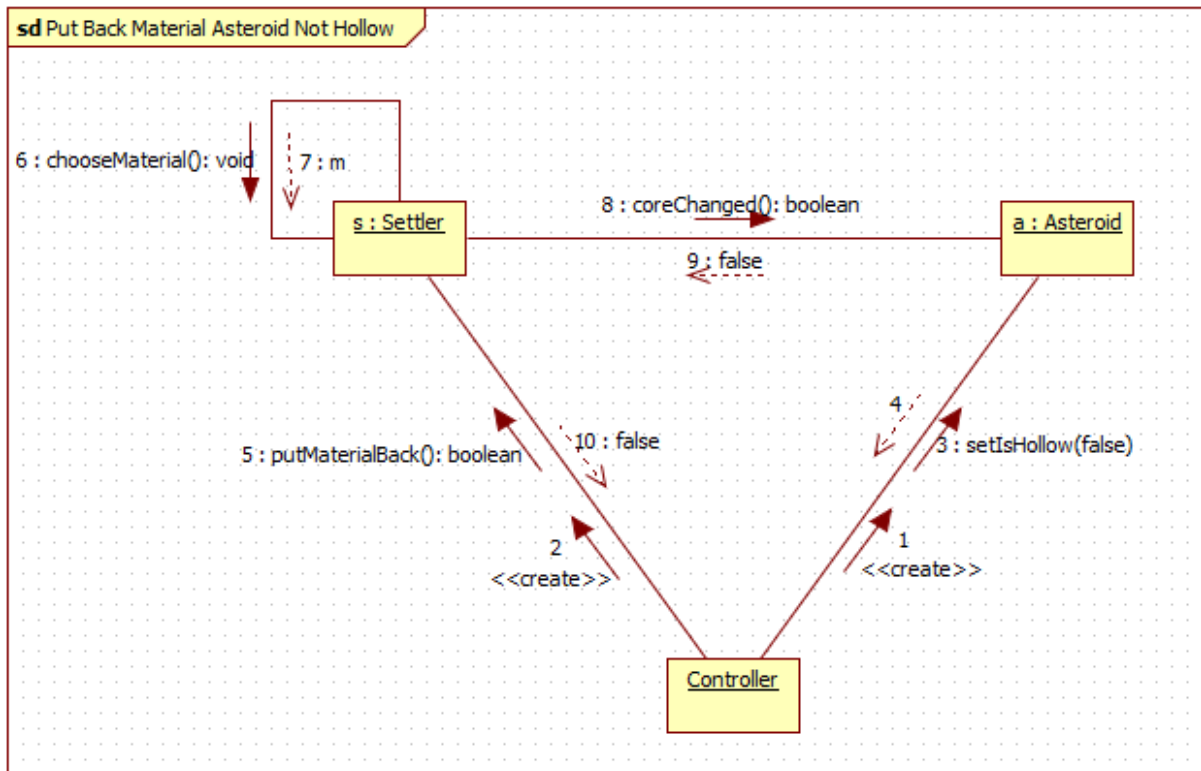 sd Put Back Material Asteroid Not Hollow
6 : chooseMaterial(): void
7 : m
8 : coreChanged(): boolean
s : Settler
a : Asteroid
9 : false
4
10 : false
3 : setIsHollow(false)
5 : putMaterialBack(): boolean
2
<<create>>
1
<<create>>
Controller